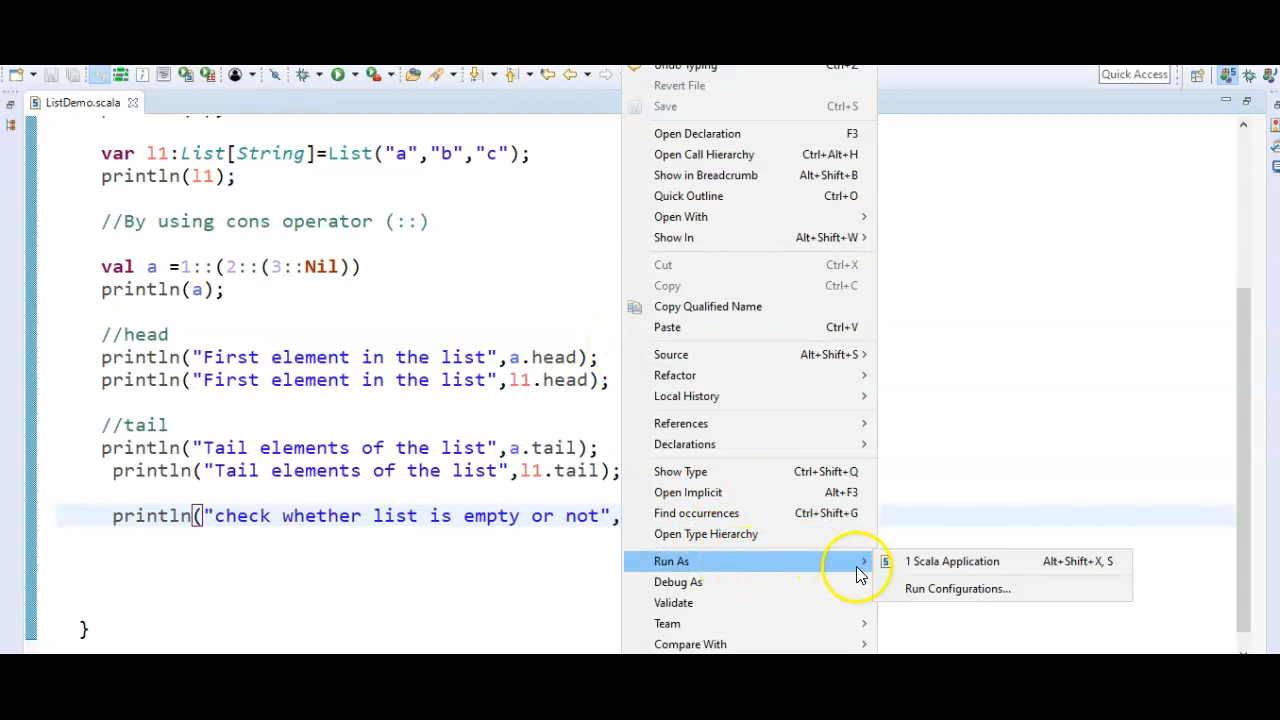 Quick Access
ListDemo.scala
var l1:List[String]=List("a","b","c");
println(l1);
//By using cons operator (::)
val a =1::(2::(3::Nil))
println(a);
//head
println("First element in the list",a.head);
println("First element in the list",l1.head);
//tail
println("Tail elements of the list",a.tail);
println("Tail elements of the list",l1.tail);
println("check whether list is empty or not",
}
Undo Typing Ctrl+Z
Revert File
Save Ctrl+S
Open Declaration F3
Open Call Hierarchy Ctrl+Alt+H
Show in Breadcrumb Alt+Shift+B
Quick Outline Ctrl+O
Open With
Show In Alt+Shift+W
Cut Ctrl+X
Copy Ctrl+C
Copy Qualified Name
Paste Ctrl+V
Source Alt+Shift+S
Refactor
Local History
References
Declarations
Show Type Ctrl+Shift+Q
Open Implicit Alt+F3
Find occurrences Ctrl+Shift+G
Open Type Hierarchy
Run As
Debug As
Validate
Team
Compare With
1 Scala Application Alt+Shift+X, S
Run Configurations...